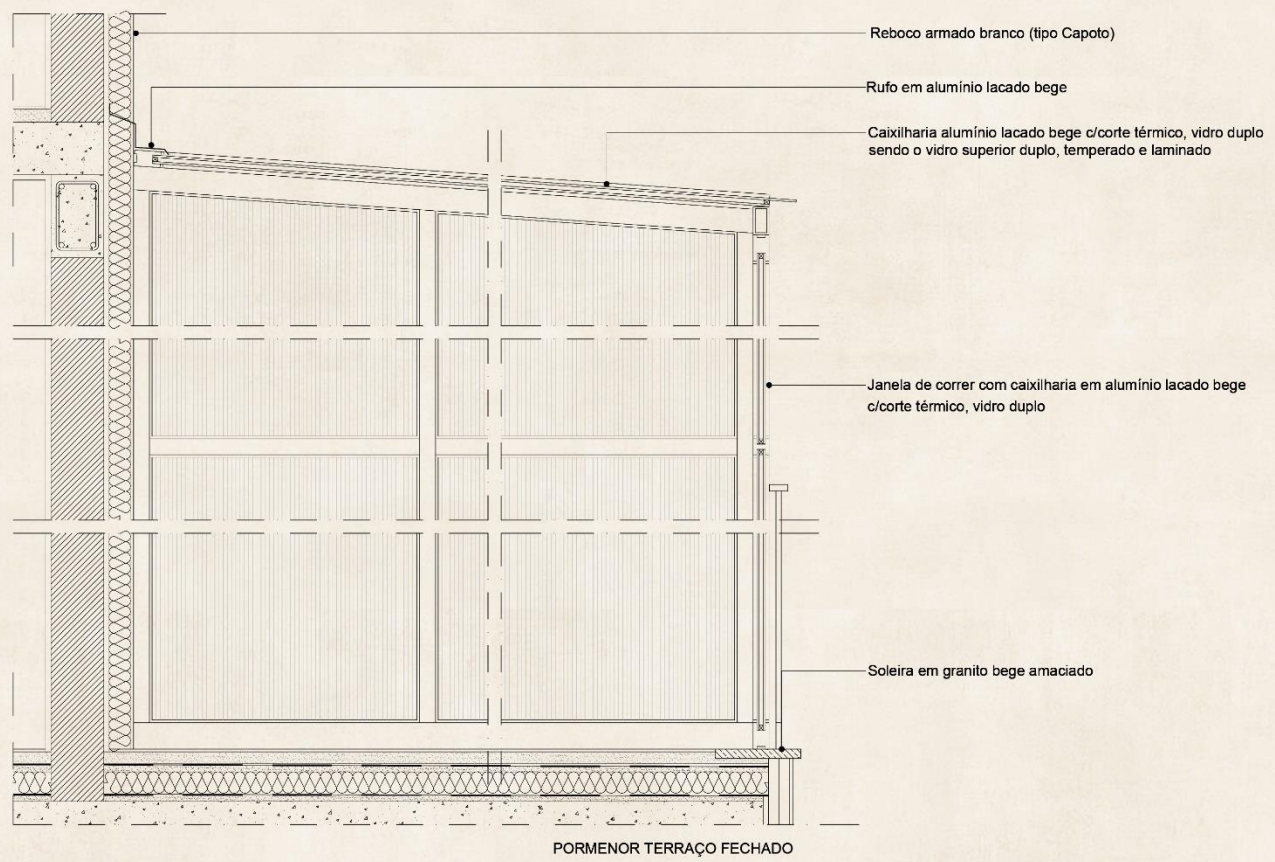 Reboco armado branco (tipo Capoto)
Rufo em alumínio lacado bege
Caixilharia alumínio lacado bege c/corte térmico, vidro duplo
sendo o vidro superior duplo, temperado e laminado
Janela de correr com caixilharia em alumínio lacado bege
c/corte térmico, vidro duplo
Soleira em granito bege amaciado
PORMENOR TERRAÇO FECHADO